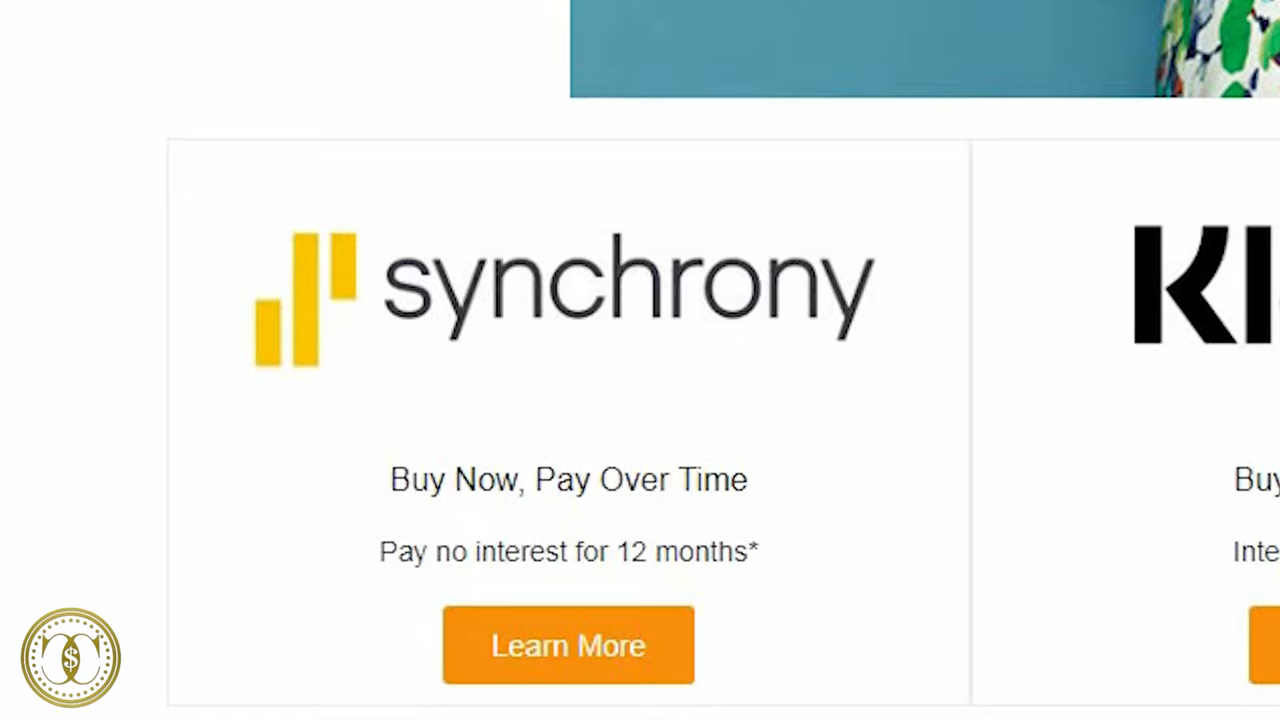 synchrony
Buy Now, Pay Over Time
Pay no interest for 12 months*
Learn More